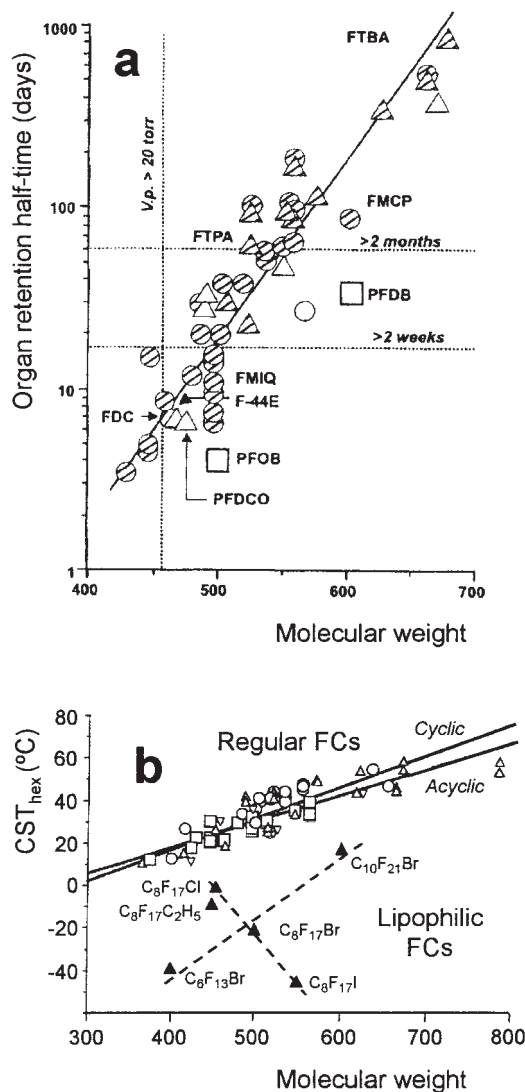 a
Organ retention half-time (days)
1000
100
10
1
V.p. > 20 torr
FTBA
FMCP
FTPA
>2 months
PFDB
>2 weeks
FMIQ
F-44E
FDC
PFOB
PFDCO
400
500
600
700
Molecular weight
b
CST hex (ºC)
80
60
40
20
0
-20
-40
Regular FCs
Cyclic
Acyclic
C10F21Br
C8F17Cl
C8F17C2H5
C8F17Br
Lipophilic
FCs
C6F13Br
C8F17I
300
400
500
600
700
800
Molecular weight